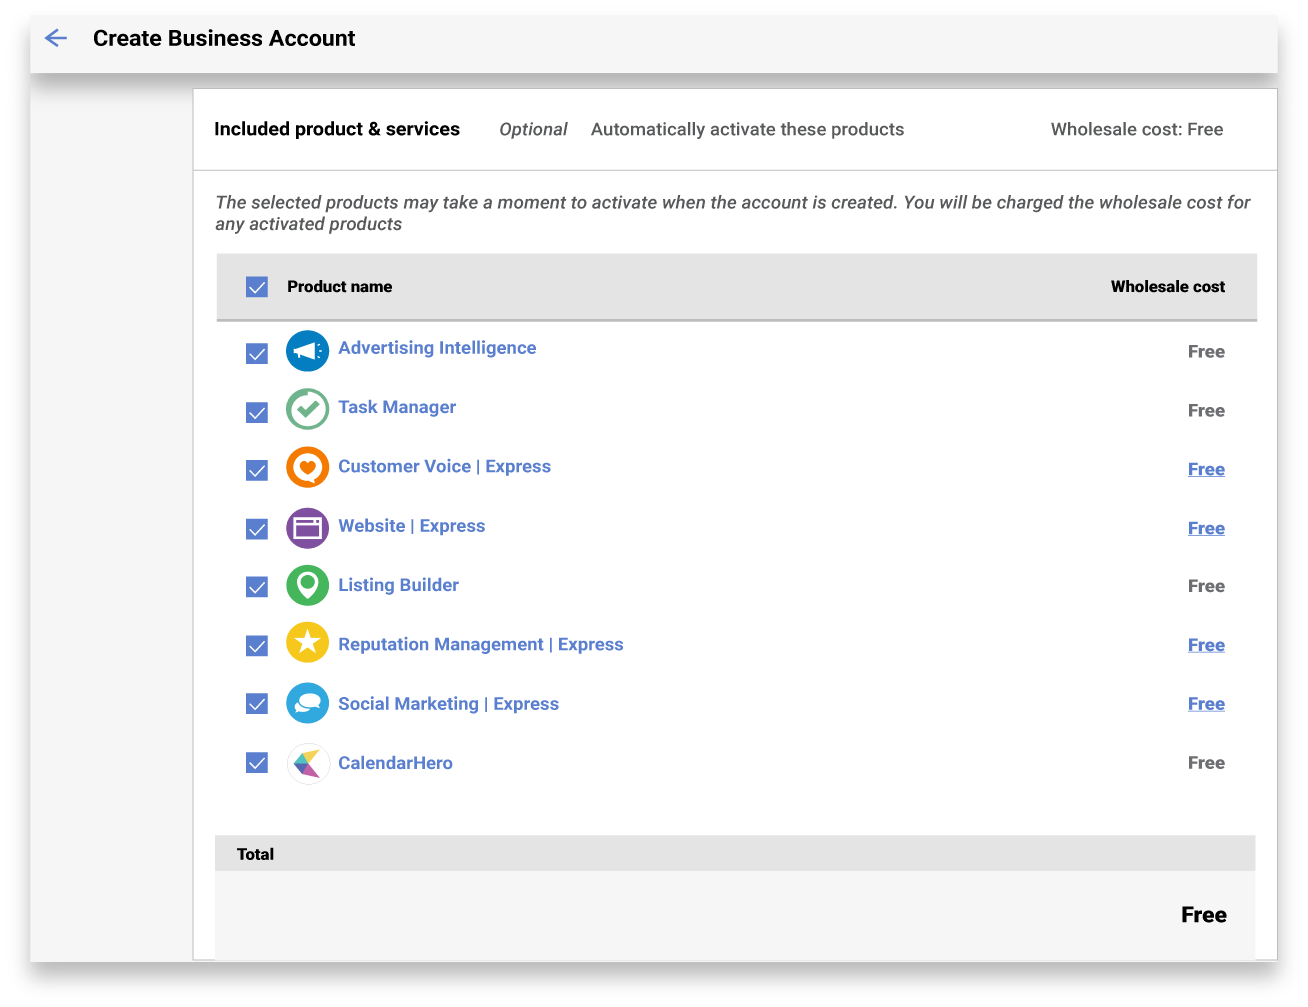 Create Business Account
Included product & services Optional Automatically activate these products Wholesale cost: Free
The selected products may take a moment to activate when the account is created. You will be charged the wholesale cost for
any activated products
Product name Wholesale cost
Advertising Intelligence Free
Task Manager Free
Customer Voice | Express Free
Website | Express Free
Listing Builder Free
Reputation Management | Express Free
Social Marketing | Express Free
CalendarHero Free
Total
Free